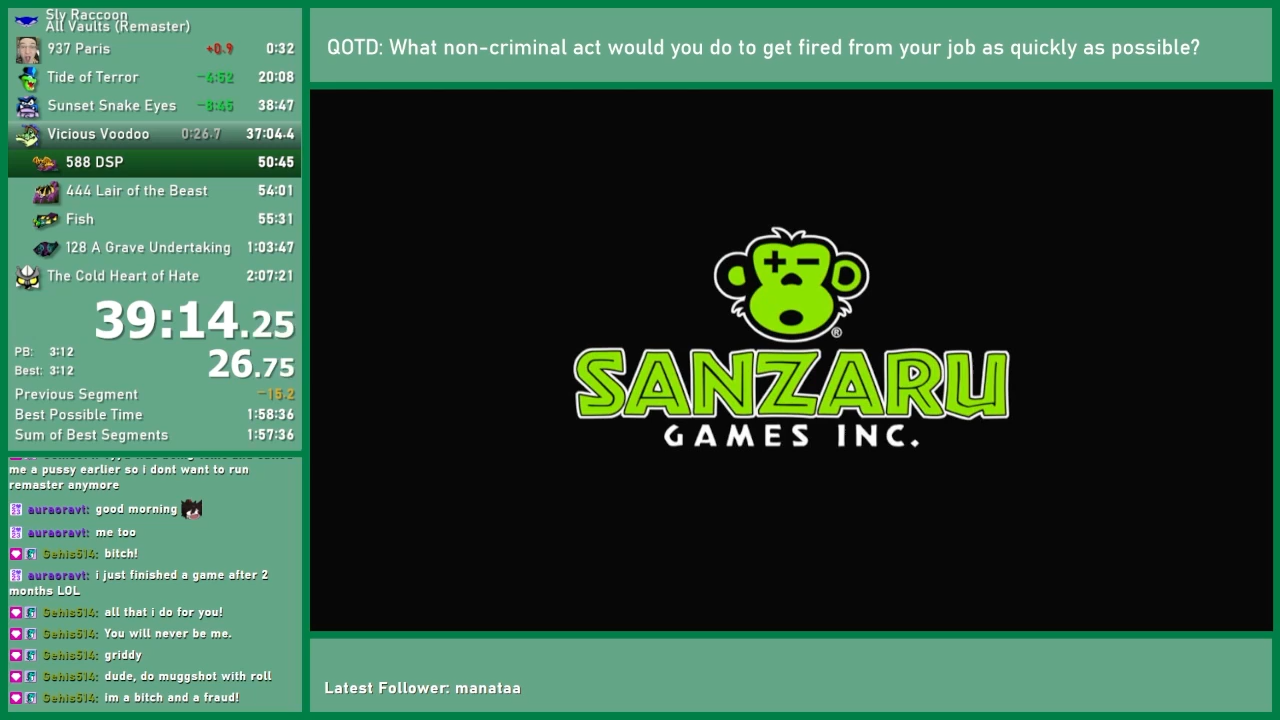 Sly Raccoon
All Vaults (Remaster)
937 Paris +0.9 0:32
Tide of Terror −4:52 20:08
Sunset Snake Eyes −8:45 38:47
Vicious Voodoo 0:26.7 37:04.4
588 DSP 50:45
444 Lair of the Beast 54:01
Fish 55:31
128 A Grave Undertaking 1:03:47
The Cold Heart of Hate 2:07:21
39:14.25
PB: 3:12
Best: 3:12
26.75
Previous Segment −15.2
Best Possible Time 1:58:36
Sum of Best Segments 1:57:36
me a pussy earlier so i dont want to run
remaster anymore
auraoravt: good morning
auraoravt: me too
Gehis514: bitch!
auraoravt: i just finished a game after 2
months LOL
Gehis514: all that i do for you!
Gehis514: You will never be me.
Gehis514: griddy
Gehis514: dude, do muggshot with roll
Gehis514: im a bitch and a fraud!
QOTD: What non-criminal act would you do to get fired from your job as quickly as possible?
®
SANZARU
GAMES INC.
Latest Follower: manataa